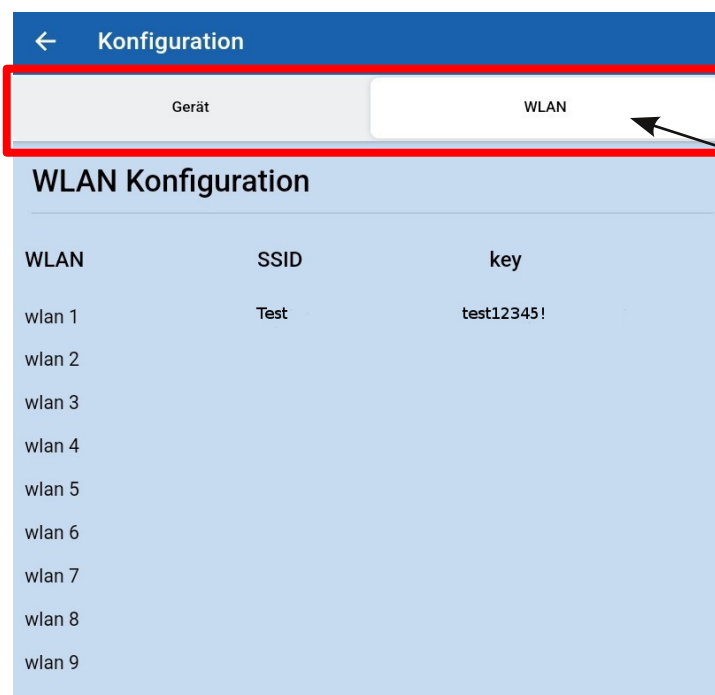 Konfiguration
Gerät WLAN
WLAN Konfiguration
WLAN SSID key
wlan 1 Test test12345!
wlan 2
wlan 3
wlan 4
wlan 5
wlan 6
wlan 7
wlan 8
wlan 9